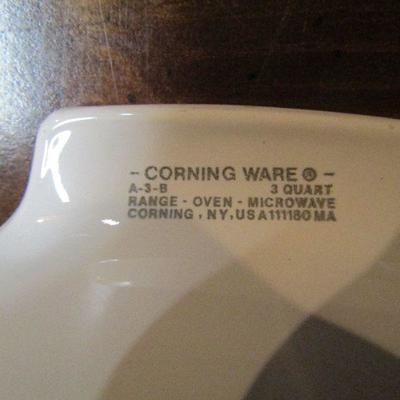 - CORNING WARE ® -
A-3-B 3 QUART
RANGE - OVEN - MICROWAVE
CORNING, NY, USA 111180 MA